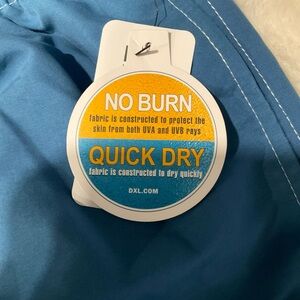 NO BURN
fabric is constructed to protect the
skin from both UVA and UVB rays
QUICK DRY
fabric is constructed to dry quickly
DXL.COM